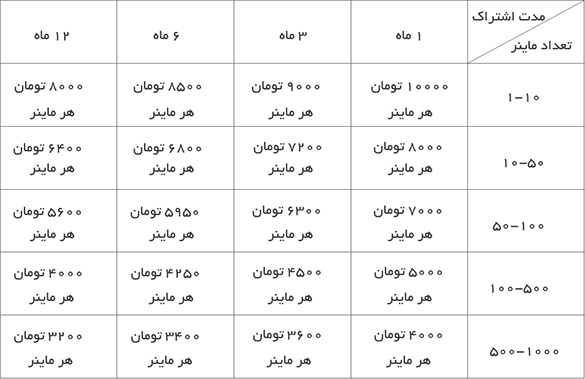 مدت اشتراک
تعداد ماینر
۱ ماه
۳ ماه
۶ ماه
۱۲ ماه
۱-۱۰
۱۰۰۰۰ تومان
هر ماینر
۹۰۰۰ تومان
هر ماینر
۸۵۰۰ تومان
هر ماینر
۸۰۰۰ تومان
هر ماینر
۱۰-۵۰
۸۰۰۰ تومان
هر ماینر
۷۲۰۰ تومان
هر ماینر
۶۸۰۰ تومان
هر ماینر
۶۴۰۰ تومان
هر ماینر
۵۰-۱۰۰
۷۰۰۰ تومان
هر ماینر
۶۳۰۰ تومان
هر ماینر
۵۹۵۰ تومان
هر ماینر
۵۶۰۰ تومان
هر ماینر
۱۰۰-۵۰۰
۵۰۰۰ تومان
هر ماینر
۴۵۰۰ تومان
هر ماینر
۴۲۵۰ تومان
هر ماینر
۴۰۰۰ تومان
هر ماینر
۵۰۰-۱۰۰۰
۴۰۰۰ تومان
هر ماینر
۳۶۰۰ تومان
هر ماینر
۳۴۰۰ تومان
هر ماینر
۳۲۰۰ تومان
هر ماینر